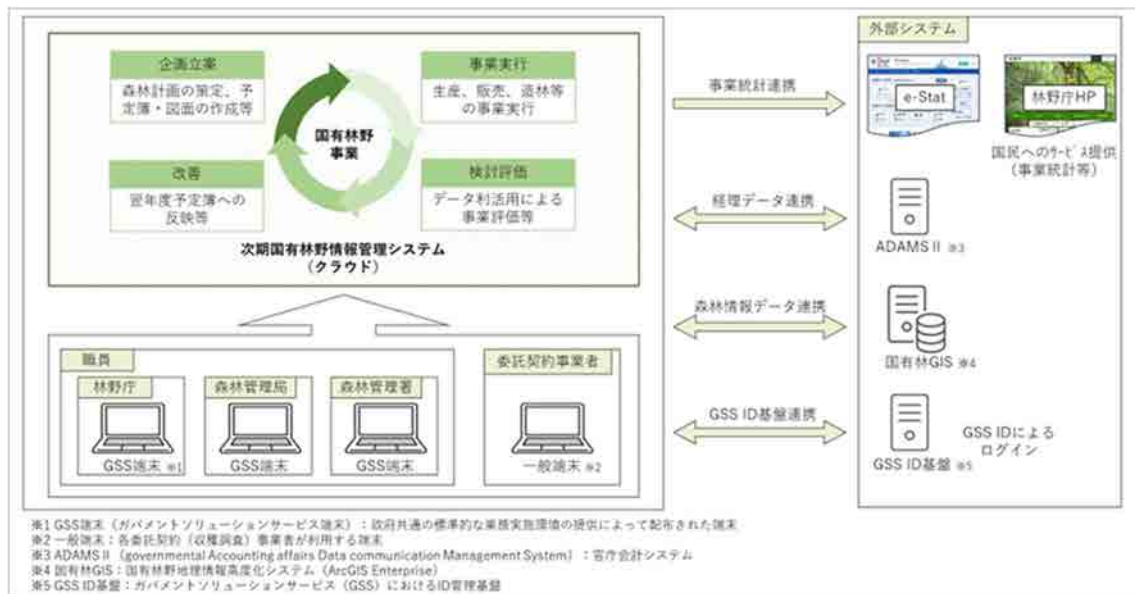 企画立案
森林計画の策定、予
定簿・図面の作成等
事業実行
生産、販売、造林等
の事業実行
国有林野
事業
改善
翌年度予定簿への
反映等
検討評価
データ利活用による
事業評価等
次期国有林野情報管理システム
（クラウド）
職員
林野庁
GSS端末 ※1
森林管理局
GSS端末
森林管理署
GSS端末
委託契約事業者
一般端末 ※2
事業統計連携
経理データ連携
森林情報データ連携
GSS ID基盤連携
外部システム
e-Stat
林野庁HP
国民へのｻｰﾋﾞｽ提供
（事業統計等）
ADAMSⅡ ※3
国有林GIS ※4
GSS ID基盤 ※5
GSS IDによる
ログイン
※1 GSS端末（ガバメントソリューションサービス端末）：政府共通の標準的な業務実施環境の提供によって配布された端末
※2 一般端末：各委託契約（収穫調査）事業者が利用する端末
※3 ADAMSⅡ（governmental Accounting affairs Data communication Management System）：官庁会計システム
※4 国有林GIS：国有林野地理情報高度化システム（ArcGIS Enterprise）
※5 GSS ID基盤：ガバメントソリューションサービス（GSS）におけるID管理基盤